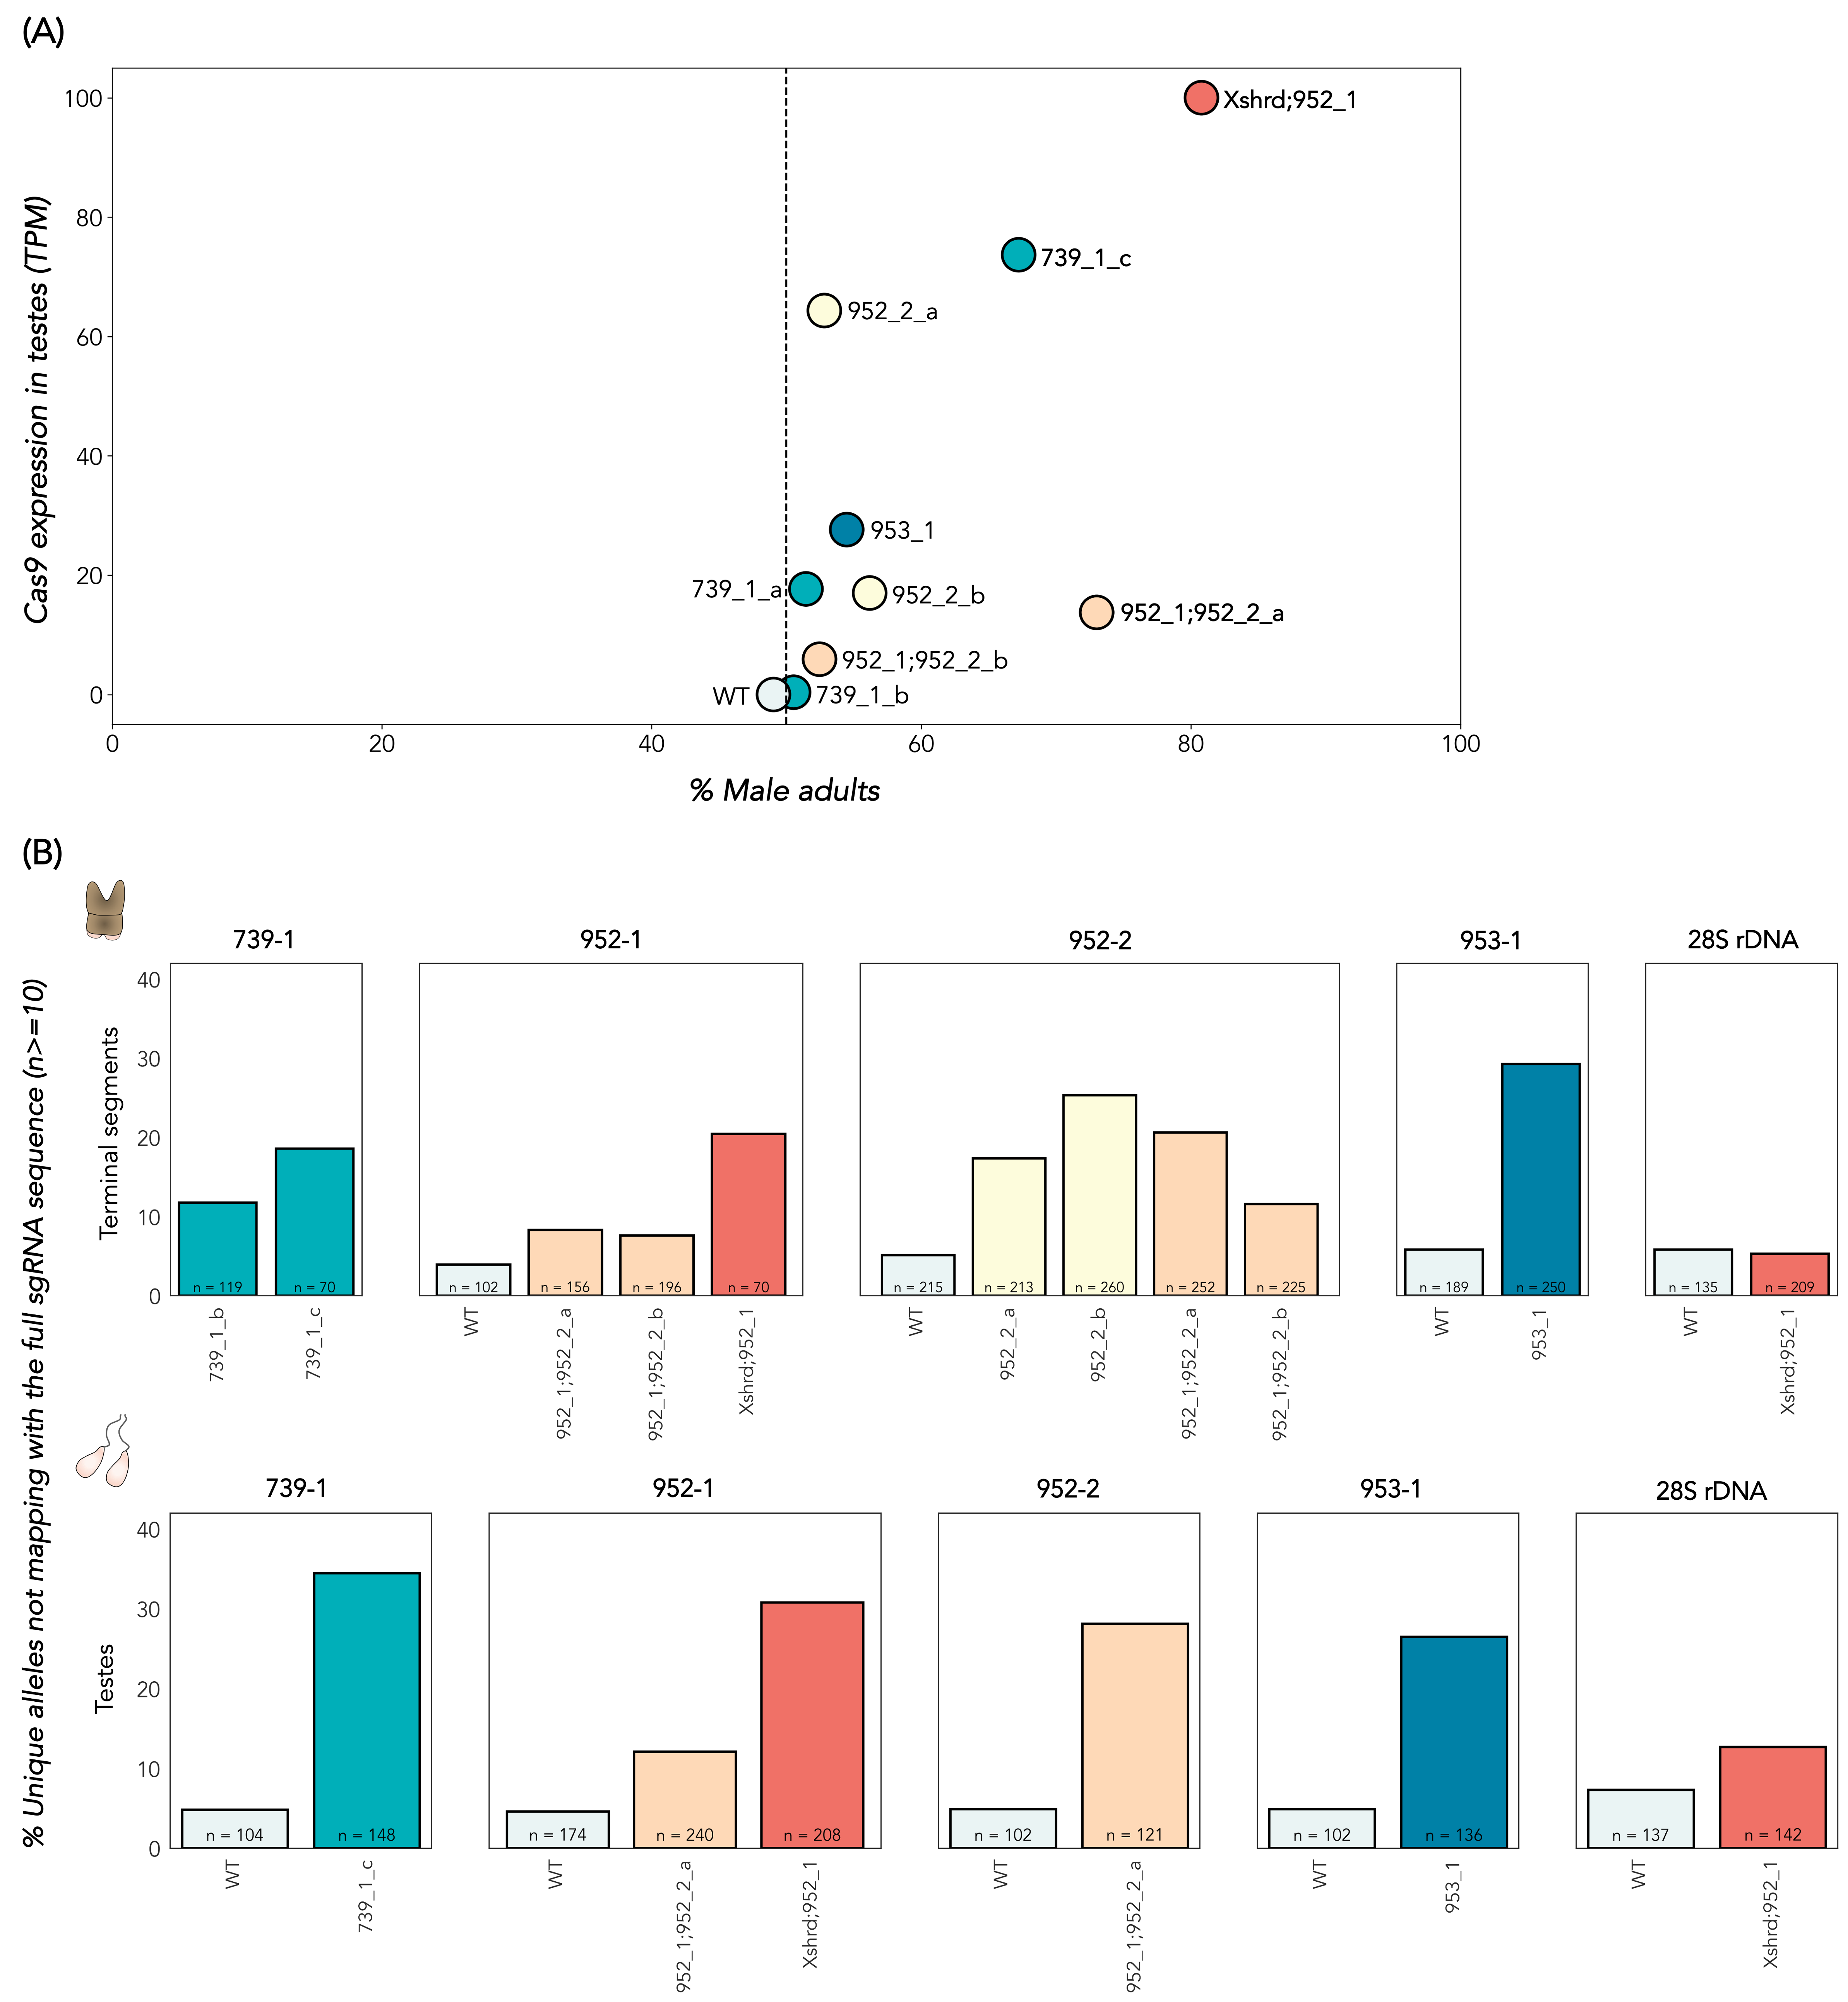 (A)
Cas9 expression in testes (TPM)
100
80
60
40
20
0
Xshrd;952_1
739_1_c
952_2_a
953_1
739_1_a
952_2_b
952_1;952_2_a
952_1;952_2_b
WT
739_1_b
0 20 40 60 80 100
% Male adults
(B)
% Unique alleles not mapping with the full sgRNA sequence (n>=10)
Terminal segments
739-1 952-1 952-2 953-1 28S rDNA
40
30
20
10
0
n = 119 n = 70 n = 102 n = 156 n = 196 n = 70 n = 215 n = 213 n = 260 n = 252 n = 225 n = 189 n = 250 n = 135 n = 209
739_1_b 739_1_c WT 952_1;952_2_a 952_1;952_2_b Xshrd;952_1 WT 952_2_a 952_2_b 952_1;952_2_a 952_1;952_2_b WT 953_1 WT Xshrd;952_1
Testes
739-1 952-1 952-2 953-1 28S rDNA
40
30
20
10
0
n = 104 n = 148 n = 174 n = 240 n = 208 n = 102 n = 121 n = 102 n = 136 n = 137 n = 142
WT 739_1_c WT 952_1;952_2_a Xshrd;952_1 WT 952_1;952_2_a WT 953_1 WT Xshrd;952_1